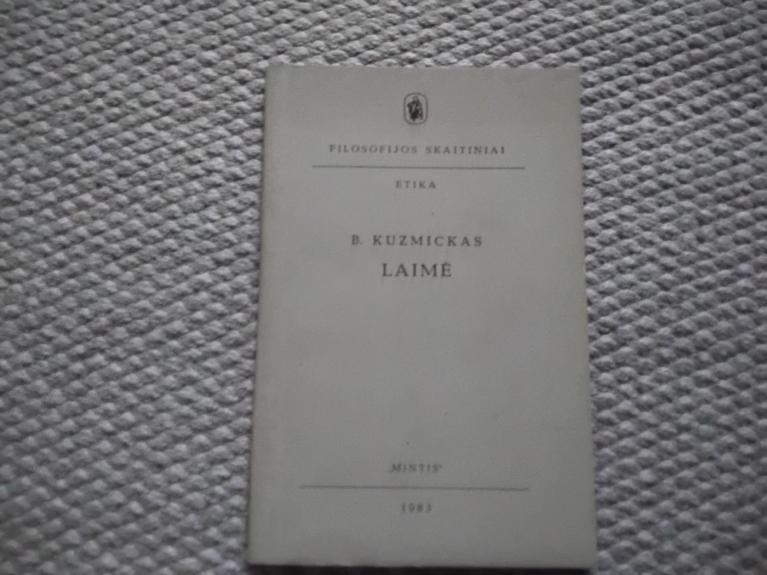 FILOSOFIJOS SKAITINIAI
ETIKA
B. KUZMICKAS
LAIMĖ
„MINTIS“
1983